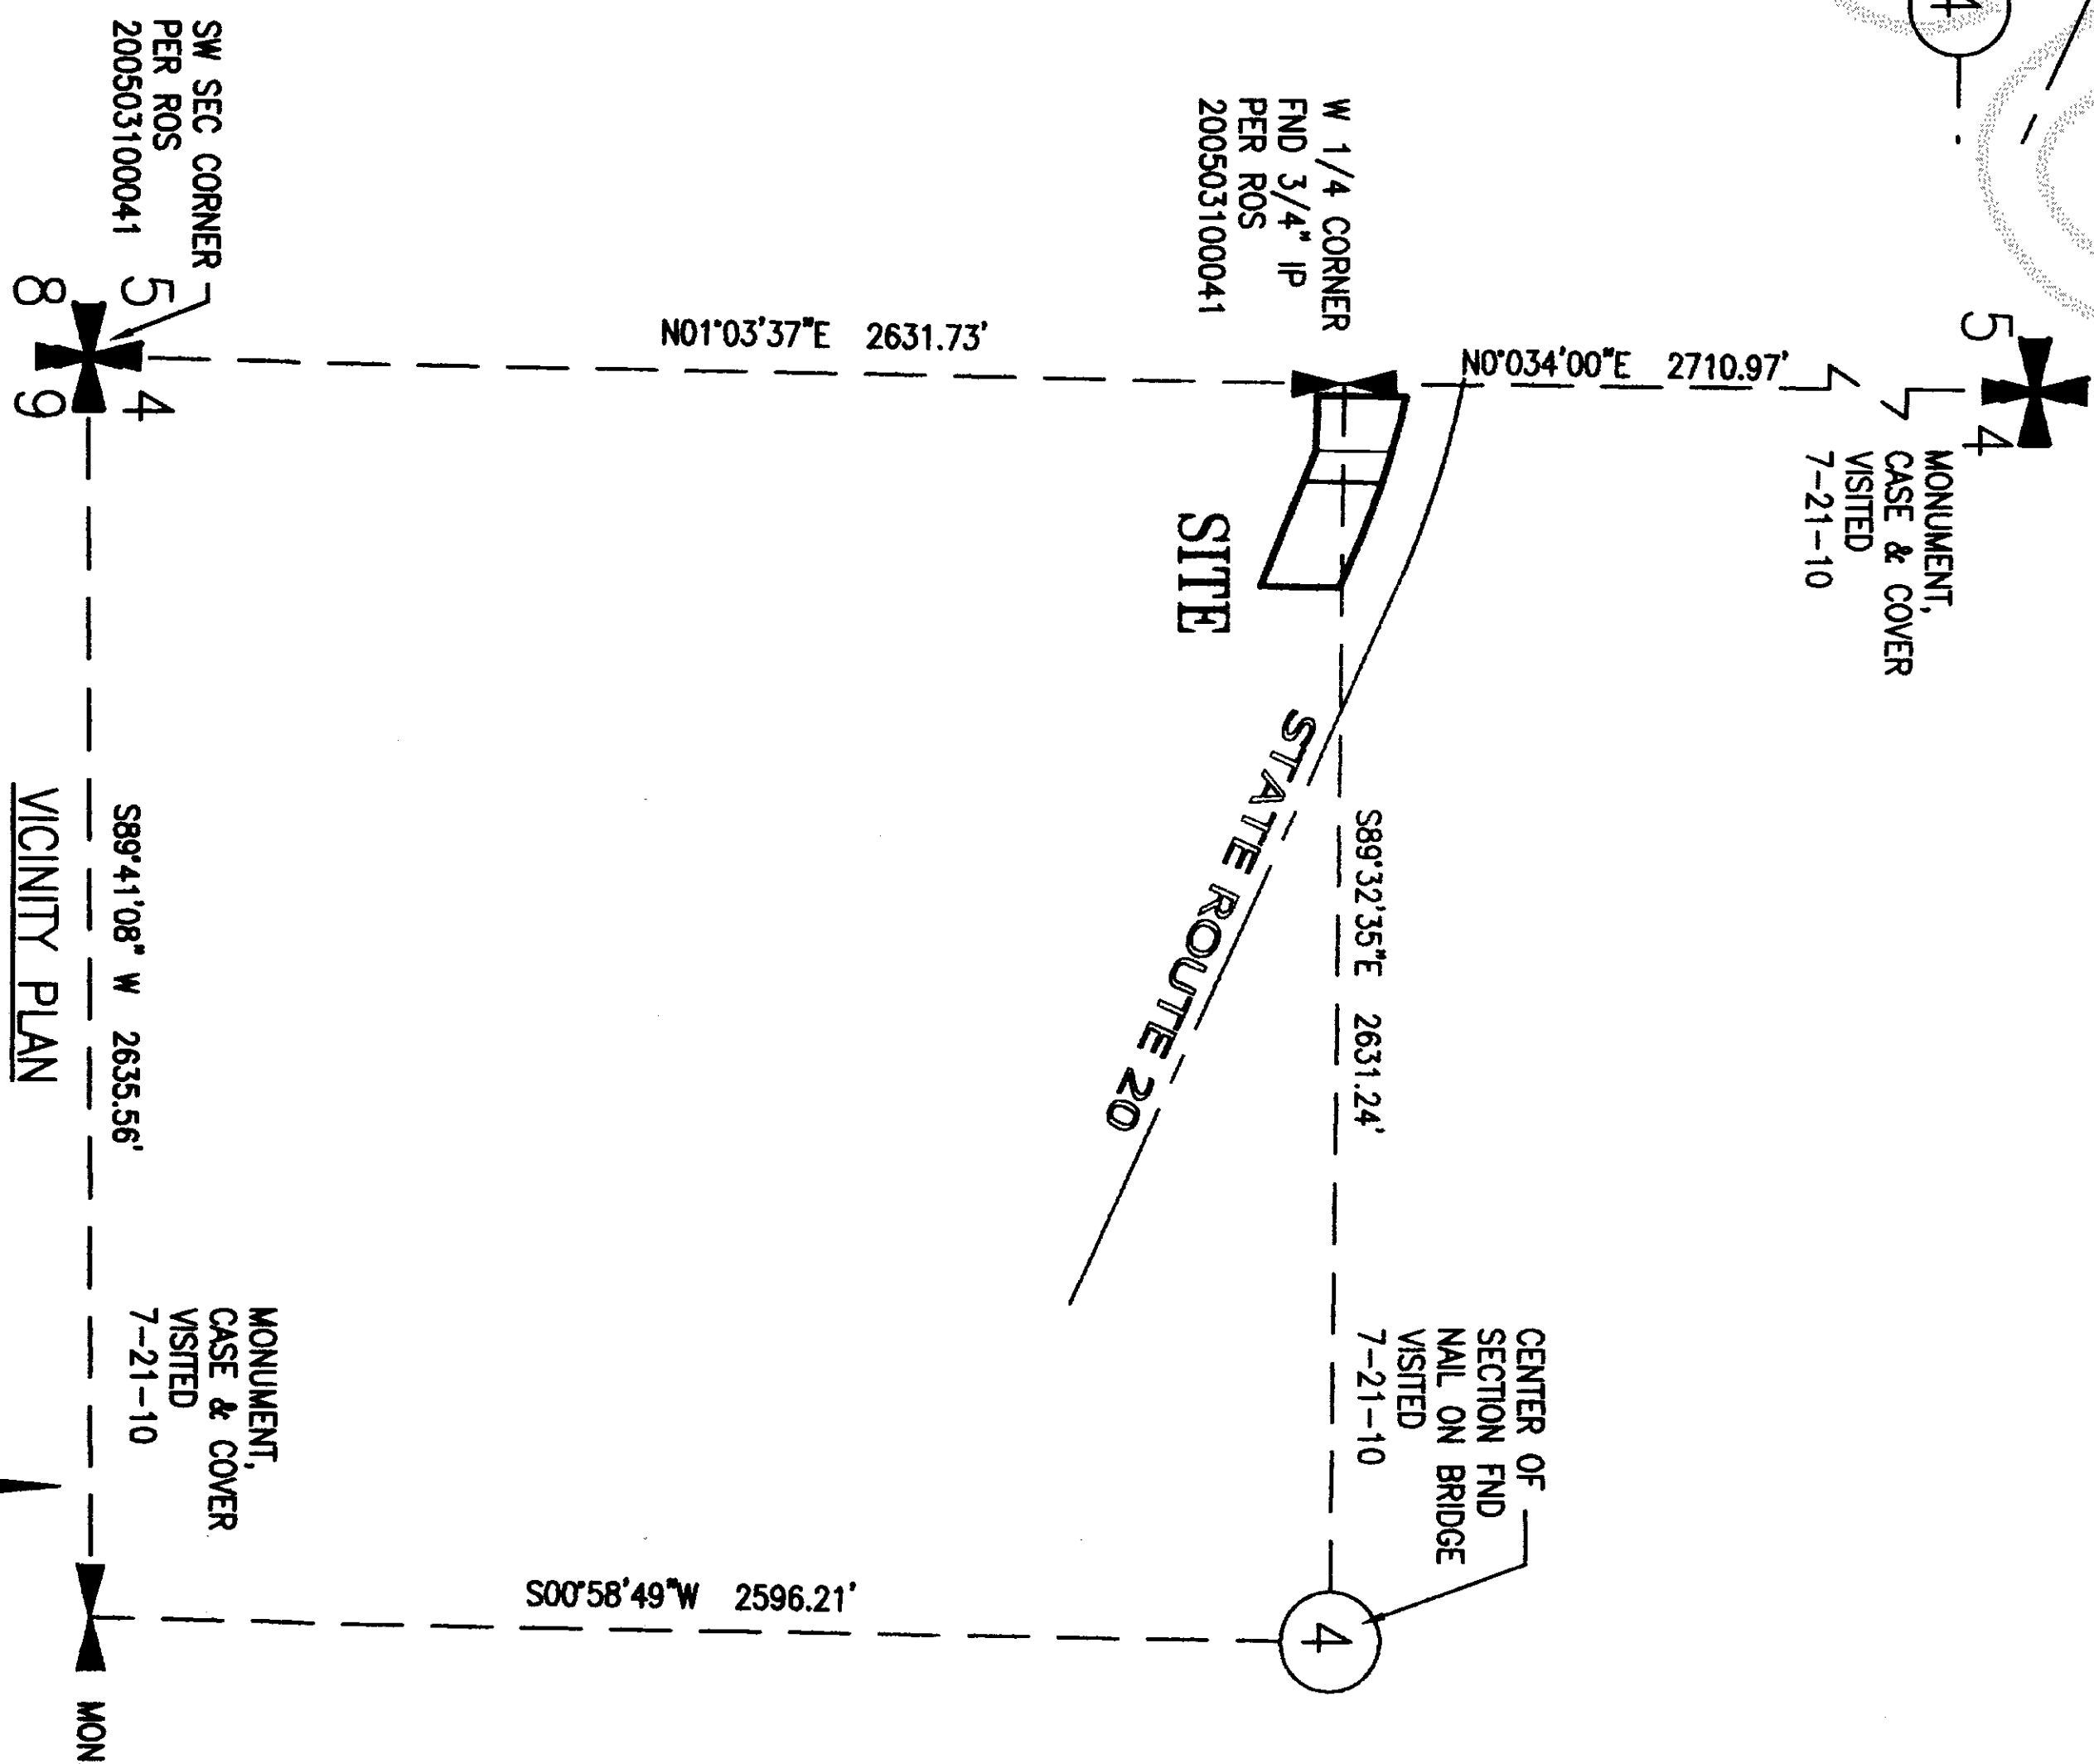 4
5
4
MONUMENT,
CASE & COVER
VISITED
7-21-10
N0°034'00"E 2710.97'
W 1/4 CORNER
FND 3/4" IP
PER ROS
200503100041
SITE
STATE ROUTE 20
S89°32'35"E 2631.24'
CENTER OF
SECTION FND
NAIL ON BRIDGE
VISITED
7-21-10
4
N01°03'37"E 2631.73'
S00°58'49"W 2596.21'
SW SEC CORNER
PER ROS
200503100041
5
4
8
9
S89°41'08" W 2635.56'
MONUMENT,
CASE & COVER
VISITED
7-21-10
MON
VICINITY PLAN